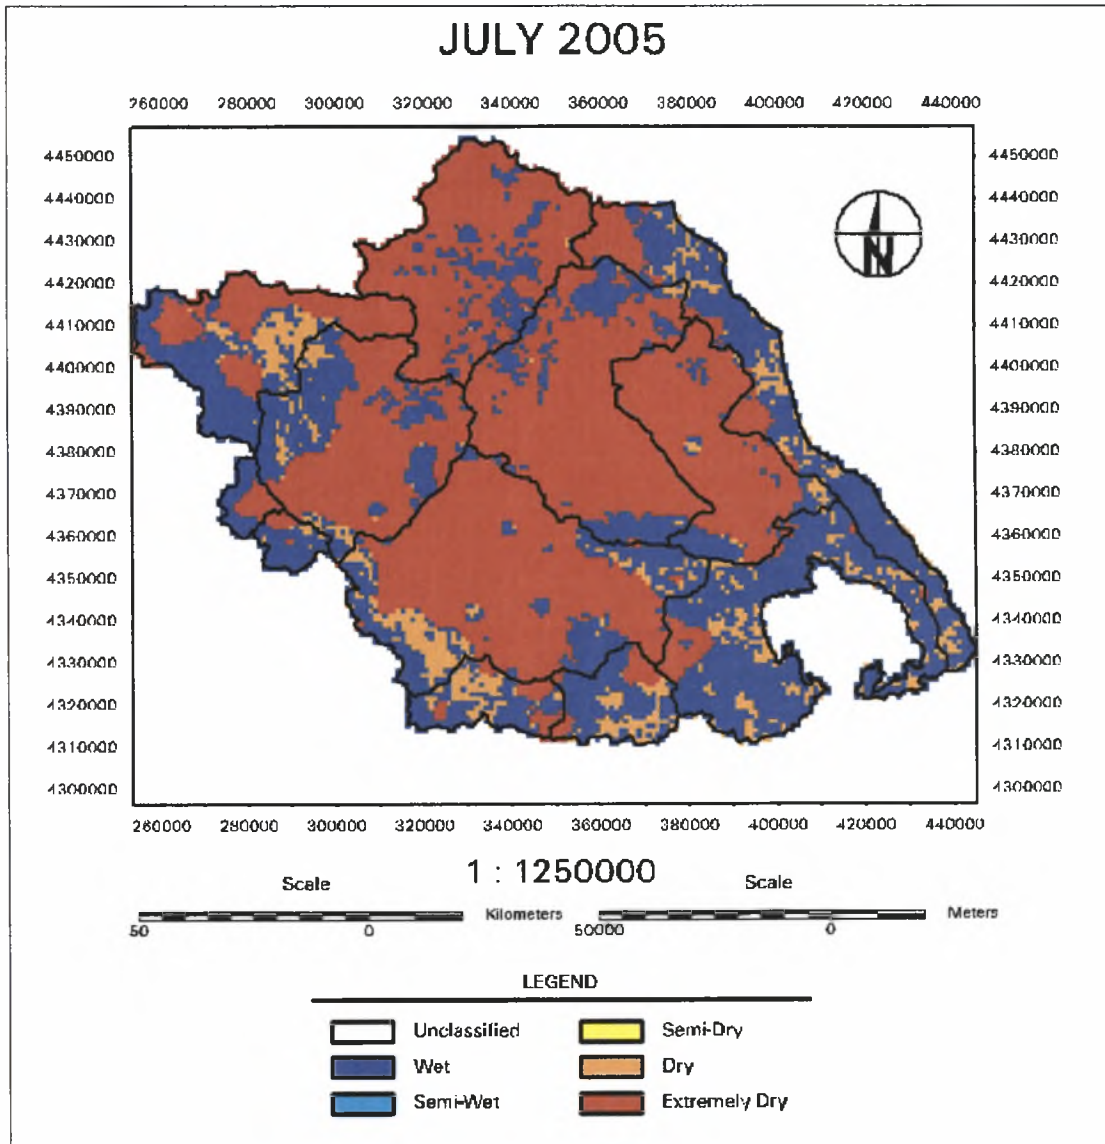 JULY 2005
260000 280000 300000 320000 340000 360000 380000 400000 420000 440000
4450000 4450000
4440000 4440000
N
4430000 4430000
4420000 4420000
4410000 4410000
4400000 4400000
4390000 4390000
4380000 4380000
4370000 4370000
4360000 4360000
4350000 4350000
4340000 4340000
4330000 4330000
4320000 4320000
4310000 4310000
4300000 4300000
260000 280000 300000 320000 340000 360000 380000 400000 420000 440000
1 : 1250000
Scale Scale
Kilometers Meters
50 0 50000 0
LEGEND
Unclassified Semi-Dry
Wet Dry
Semi-Wet Extremely Dry